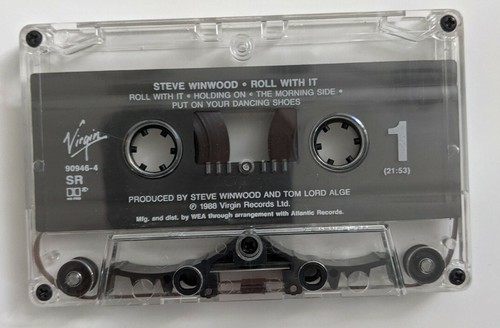 STEVE WINWOOD • ROLL WITH IT
ROLL WITH IT • HOLDING ON • THE MORNING SIDE •
PUT ON YOUR DANCING SHOES
Virgin
90946-4
SR
1
(21:53)
PRODUCED BY STEVE WINWOOD AND TOM LORD ALGE
℗ 1988 Virgin Records Ltd.
Mfg. and dist. by WEA through arrangement with Atlantic Records.